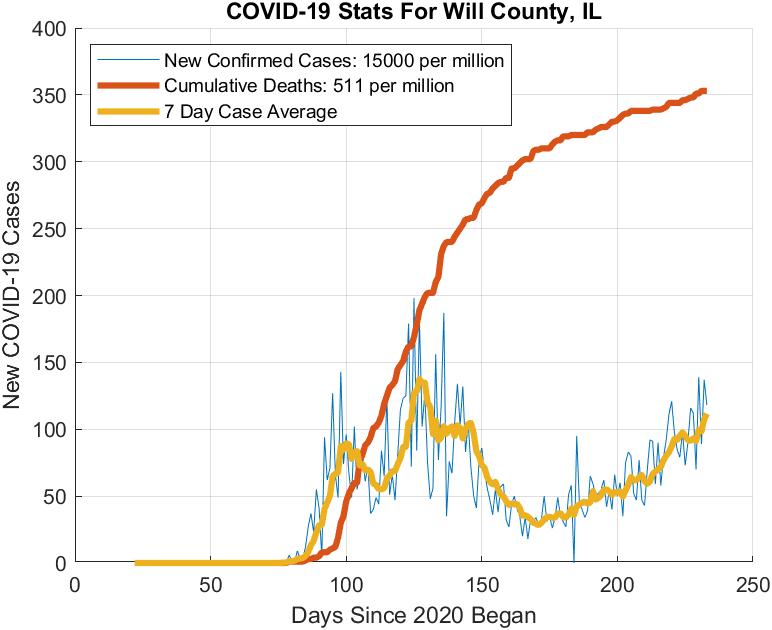 COVID-19 Stats For Will County, IL
New Confirmed Cases: 15000 per million
Cumulative Deaths: 511 per million
7 Day Case Average
New COVID-19 Cases
400
350
300
250
200
150
100
50
0
0 50 100 150 200 250
Days Since 2020 Began